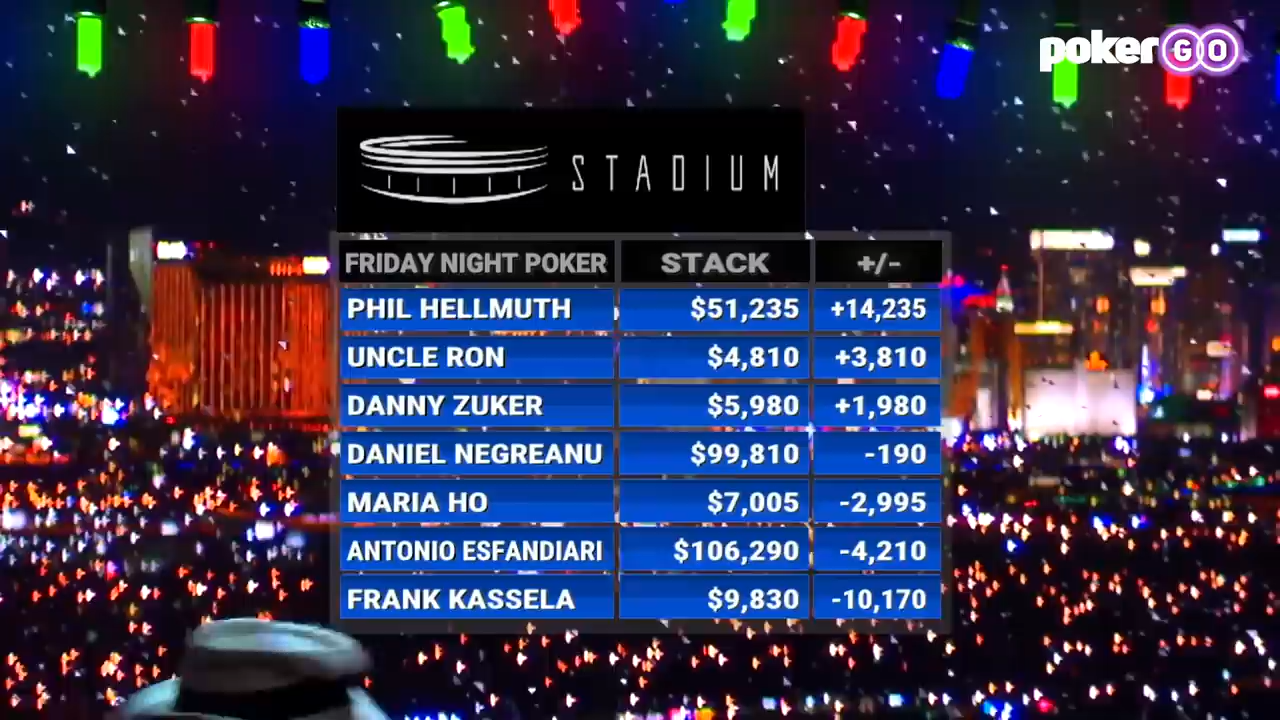 pokerGO
STADIUM
FRIDAY NIGHT POKER STACK +/-
PHIL HELLMUTH $51,235 +14,235
UNCLE RON $4,810 +3,810
DANNY ZUKER $5,980 +1,980
DANIEL NEGREANU $99,810 -190
MARIA HO $7,005 -2,995
ANTONIO ESFANDIARI $106,290 -4,210
FRANK KASSELA $9,830 -10,170